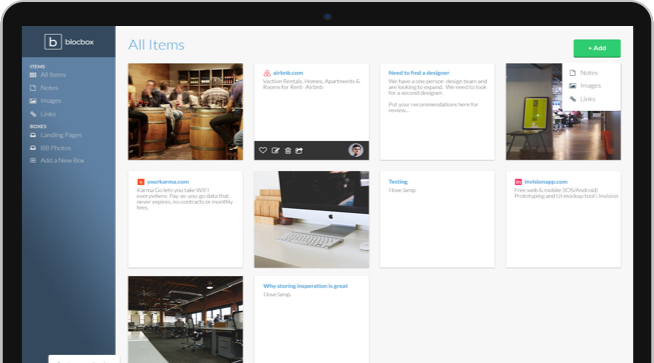 blocbox
ITEMS
All Items
Notes
Images
Links
BOXES
Landing Pages
BB Photos
Add a New Box
All Items
+ Add
Notes
Images
Links
airbnb.com
Vaction Rentals, Homes, Apartments &
Rooms for Rent - Airbnb
Need to find a designer
We have a one person design team and
are looking to expand. We need to look
for a second designer.
Put your recommendations here for
review...
yourkarma.com
Karma Go lets you take WiFi
everywhere. Pay-as-you-go data that
never expires, no contracts or monthly
fees.
Testing
I love lamp.
invisionapp.com
Free web & mobile (iOS/Android)
Prototyping and UI mockup tool | Invision
Why storing insperation is great
I love lamp.